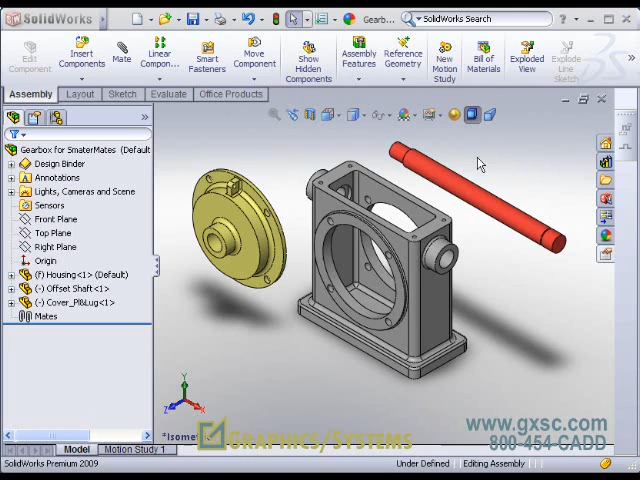 SolidWorks
Gearb...
SolidWorks Search
Edit Component
Insert Components
Mate
Linear Compon...
Smart Fasteners
Move Component
Show Hidden Components
Assembly Features
Reference Geometry
New Motion Study
Bill of Materials
Exploded View
Explode Line Sketch
Assembly
Layout
Sketch
Evaluate
Office Products
Gearbox for SmaterMates (Default
Design Binder
Annotations
Lights, Cameras and Scene
Sensors
Front Plane
Top Plane
Right Plane
Origin
(f) Housing<1> (Default)
(-) Offset Shaft<1>
(-) Cover_Pl&Lug<1>
Mates
Y
Z
X
*Isome
GRAPHICS/SYSTEMS
www.gxsc.com
800-454-CADD
Model
Motion Study 1
SolidWorks Premium 2009
Under Defined
Editing Assembly